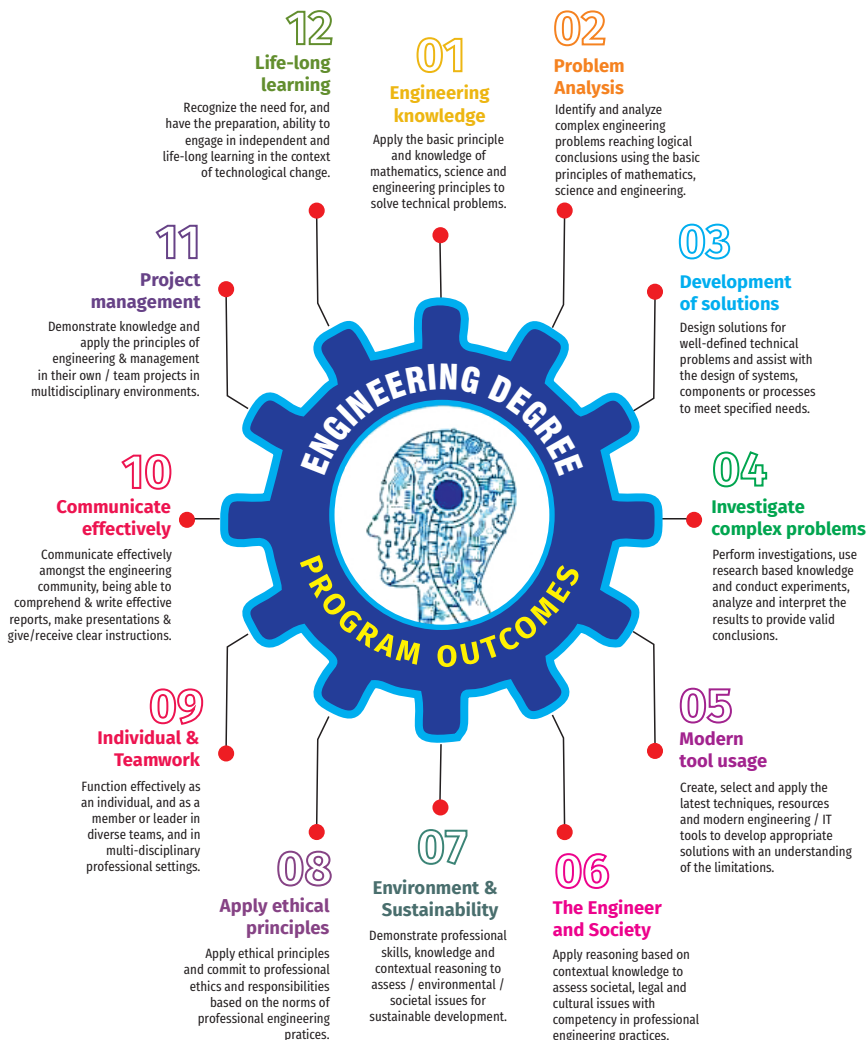 ENGINEERING DEGREE
PROGRAM OUTCOMES
01
Engineering
knowledge
Apply the basic principle
and knowledge of
mathematics, science and
engineering principles to
solve technical problems.
02
Problem
Analysis
Identify and analyze
complex engineering
problems reaching logical
conclusions using the basic
principles of mathematics,
science and engineering.
03
Development
of solutions
Design solutions for
well-defined technical
problems and assist with
the design of systems,
components or processes
to meet specified needs.
04
Investigate
complex problems
Perform investigations, use
research based knowledge
and conduct experiments,
analyze and interpret the
results to provide valid
conclusions.
05
Modern
tool usage
Create, select and apply the
latest techniques, resources
and modern engineering / IT
tools to develop appropriate
solutions with an understanding
of the limitations.
06
The Engineer
and Society
Apply reasoning based on
contextual knowledge to
assess societal, legal and
cultural issues with
competency in professional
engineering practices.
07
Environment &
Sustainability
Demonstrate professional
skills, knowledge and
contextual reasoning to
assess / environmental /
societal issues for
sustainable development.
08
Apply ethical
principles
Apply ethical principles
and commit to professional
ethics and responsibilities
based on the norms of
professional engineering
pratices.
09
Individual &
Teamwork
Function effectively as
an individual, and as a
member or leader in
diverse teams, and in
multi-disciplinary
professional settings.
10
Communicate
effectively
Communicate effectively
amongst the engineering
community, being able to
comprehend & write effective
reports, make presentations &
give/receive clear instructions.
11
Project
management
Demonstrate knowledge and
apply the principles of
engineering & management
in their own / team projects in
multidisciplinary environments.
12
Life-long
learning
Recognize the need for, and
have the preparation, ability to
engage in independent and
life-long learning in the context
of technological change.